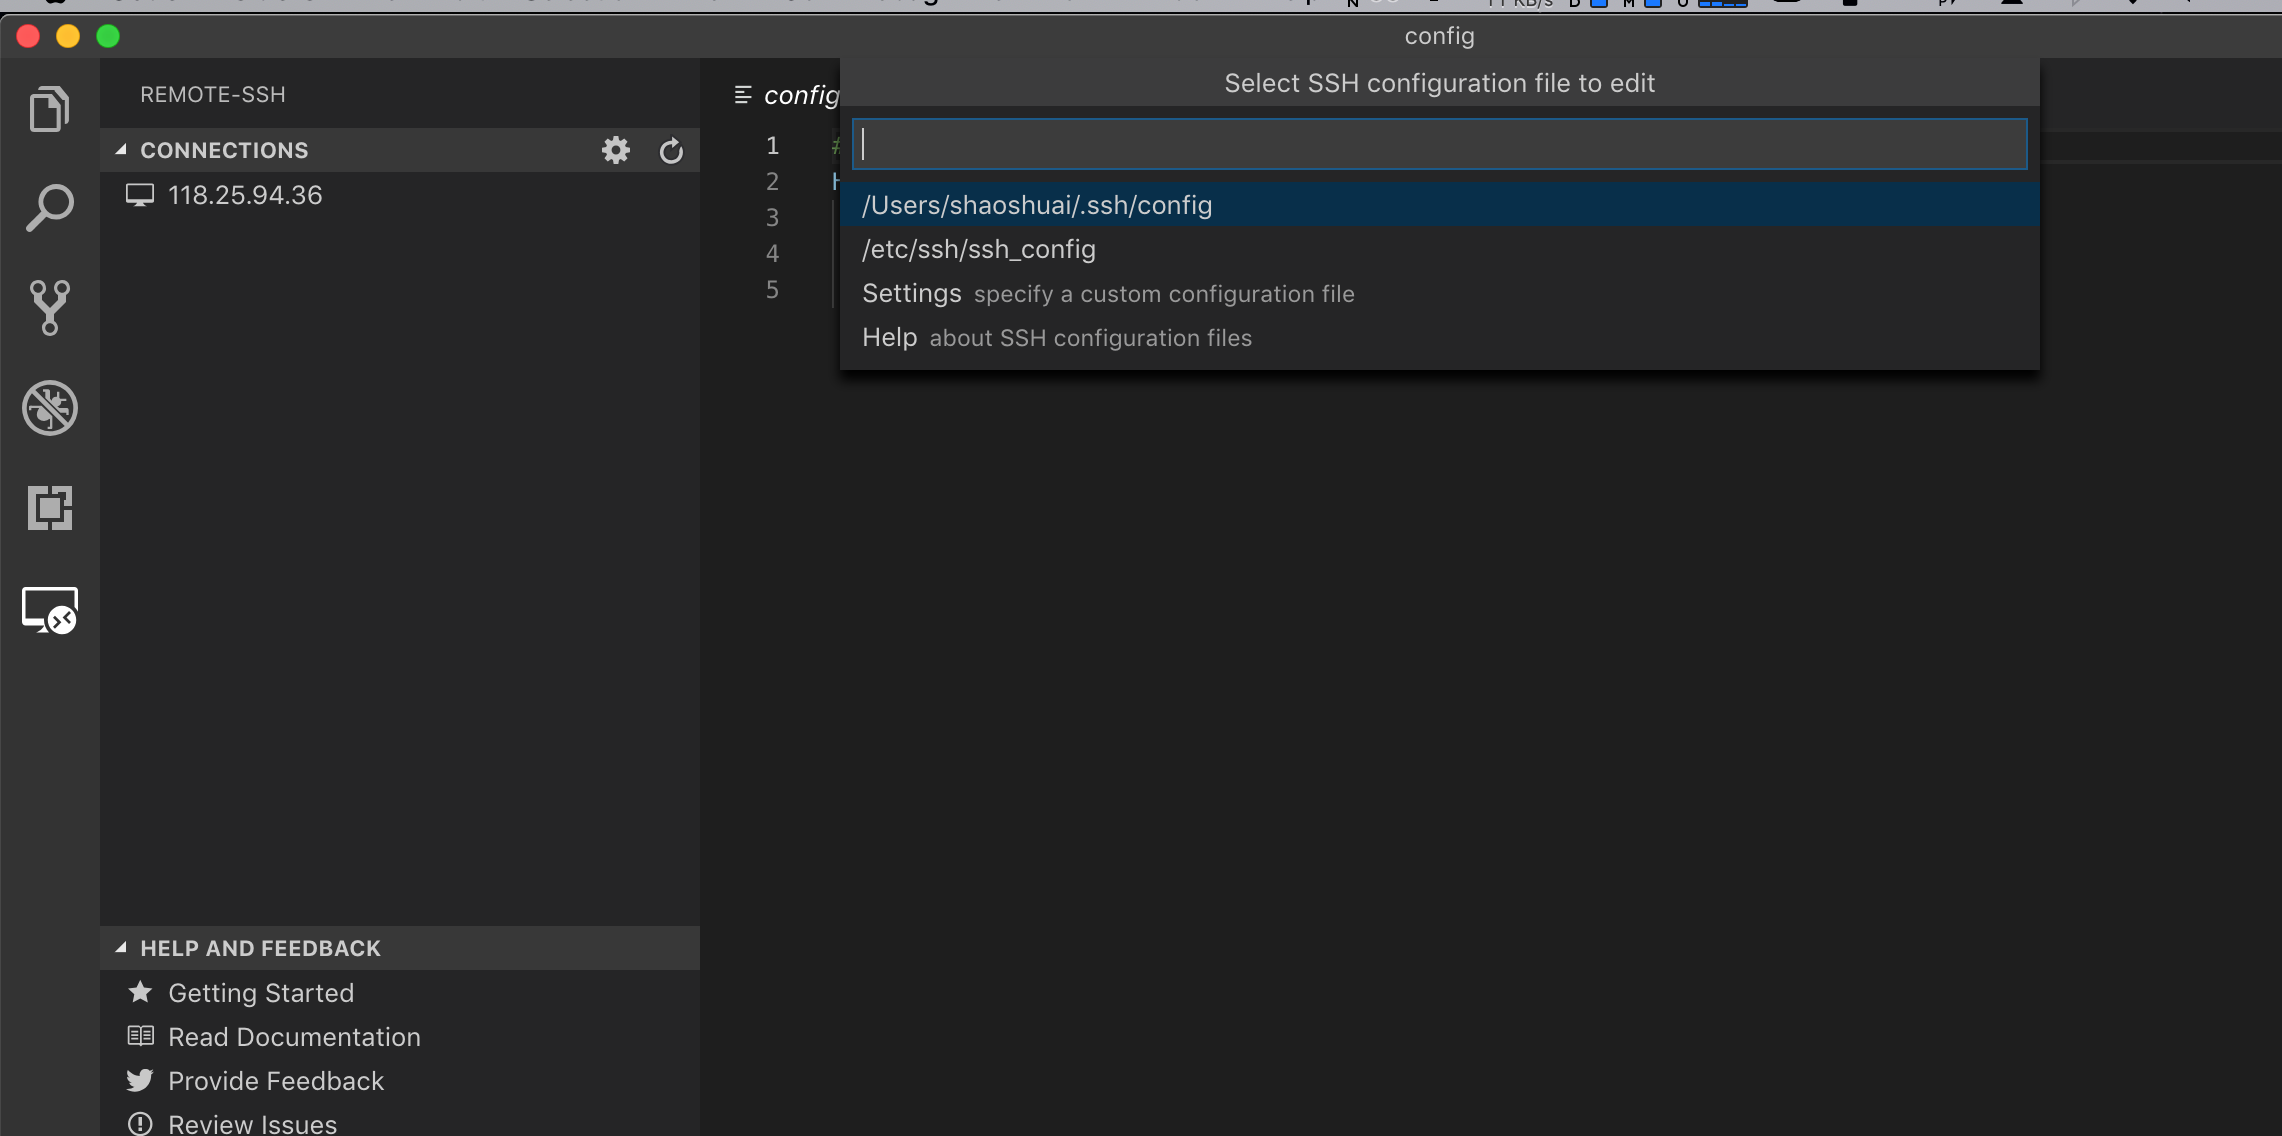 config
REMOTE-SSH
CONNECTIONS
118.25.94.36
HELP AND FEEDBACK
Getting Started
Read Documentation
Provide Feedback
Review Issues
config
1 #
2 H
3
4
5
Select SSH configuration file to edit
/Users/shaoshuai/.ssh/config
/etc/ssh/ssh_config
Settings specify a custom configuration file
Help about SSH configuration files